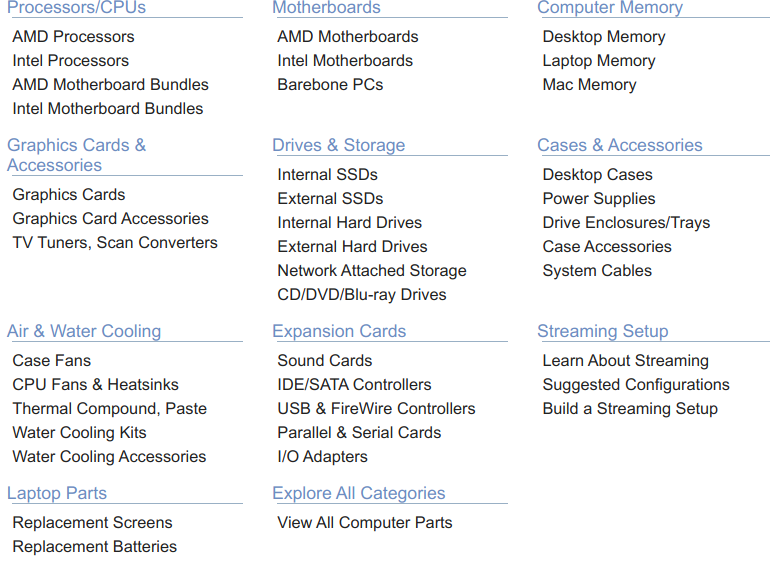 Processors/CPUs
AMD Processors
Intel Processors
AMD Motherboard Bundles
Intel Motherboard Bundles
Motherboards
AMD Motherboards
Intel Motherboards
Barebone PCs
Computer Memory
Desktop Memory
Laptop Memory
Mac Memory
Graphics Cards &
Accessories
Graphics Cards
Graphics Card Accessories
TV Tuners, Scan Converters
Drives & Storage
Internal SSDs
External SSDs
Internal Hard Drives
External Hard Drives
Network Attached Storage
CD/DVD/Blu-ray Drives
Cases & Accessories
Desktop Cases
Power Supplies
Drive Enclosures/Trays
Case Accessories
System Cables
Air & Water Cooling
Case Fans
CPU Fans & Heatsinks
Thermal Compound, Paste
Water Cooling Kits
Water Cooling Accessories
Expansion Cards
Sound Cards
IDE/SATA Controllers
USB & FireWire Controllers
Parallel & Serial Cards
I/O Adapters
Streaming Setup
Learn About Streaming
Suggested Configurations
Build a Streaming Setup
Laptop Parts
Replacement Screens
Replacement Batteries
Explore All Categories
View All Computer Parts